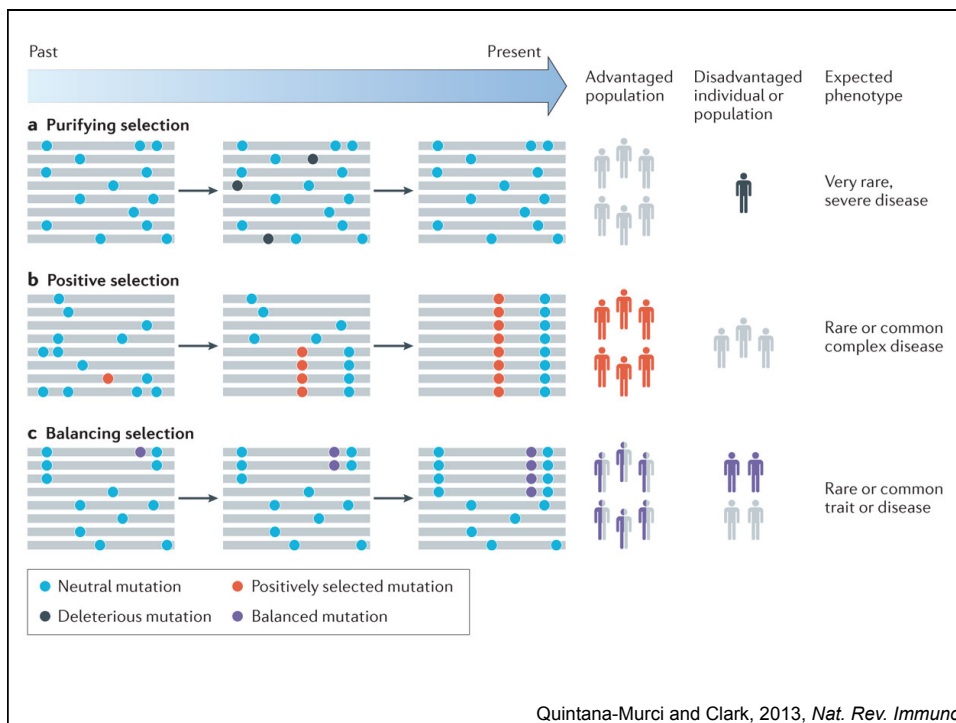 Past
Present
Advantaged
population
Disadvantaged
individual or
population
Expected
phenotype
a Purifying selection
Very rare,
severe disease
b Positive selection
Rare or common
complex disease
c Balancing selection
Rare or common
trait or disease
Neutral mutation
Positively selected mutation
Deleterious mutation
Balanced mutation
Quintana-Murci and Clark, 2013, Nat. Rev. Immuno